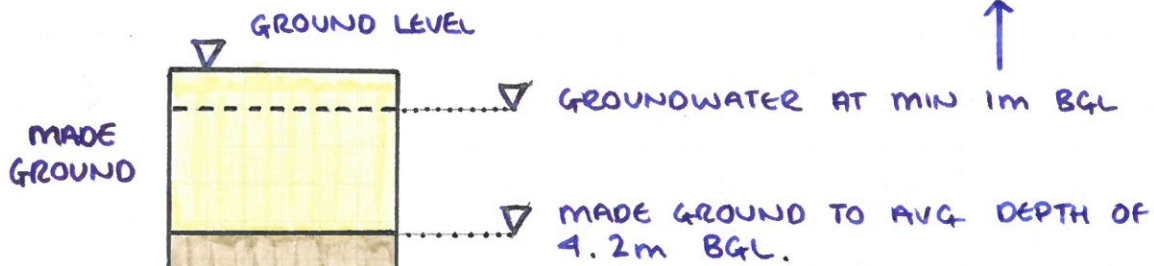 GROUND LEVEL
GROUNDWATER AT MIN 1m BGL
MADE
GROUND
MADE GROUND TO AVG DEPTH OF
4.2m BGL.